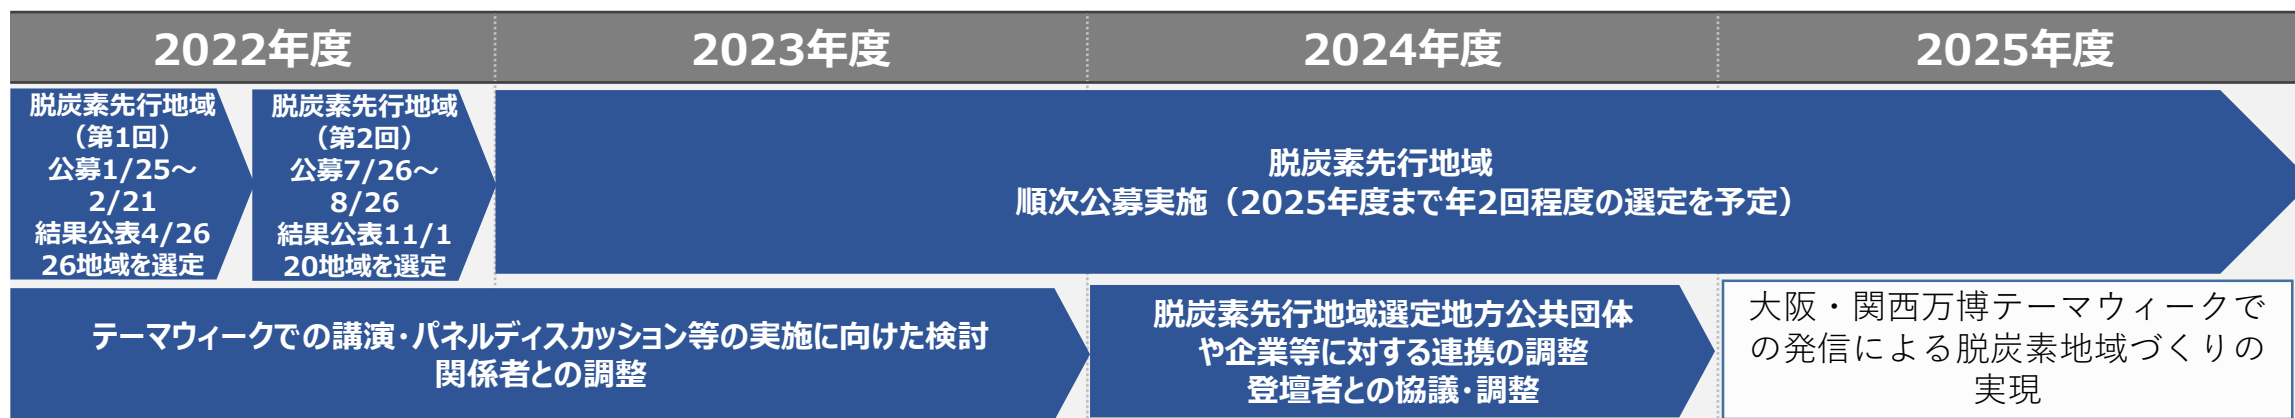 2022年度
2023年度
2024年度
2025年度
脱炭素先行地域
（第1回）
公募1/25～
2/21
結果公表4/26
26地域を選定
脱炭素先行地域
（第2回）
公募7/26～
8/26
結果公表11/1
20地域を選定
脱炭素先行地域
順次公募実施（2025年度まで年2回程度の選定を予定）
テーマウィークでの講演・パネルディスカッション等の実施に向けた検討
関係者との調整
脱炭素先行地域選定地方公共団体
や企業等に対する連携の調整
登壇者との協議・調整
大阪・関西万博テーマウィークで
の発信による脱炭素地域づくりの
実現